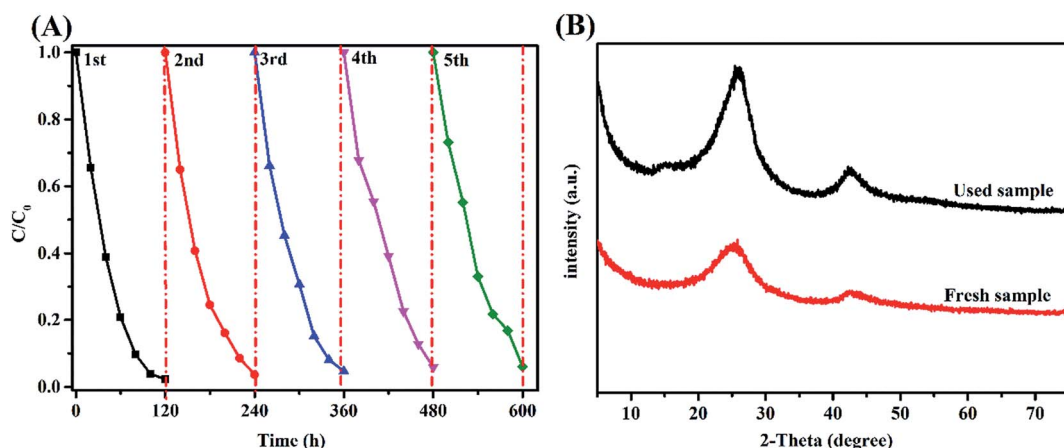 (A)
1.0
0.8
0.6
0.4
0.2
0.0
C/C0
1st
2nd
3rd
4th
5th
0
120
240
360
480
600
Time (h)
(B)
intensity (a.u.)
Used sample
Fresh sample
10
20
30
40
50
60
70
2-Theta (degree)